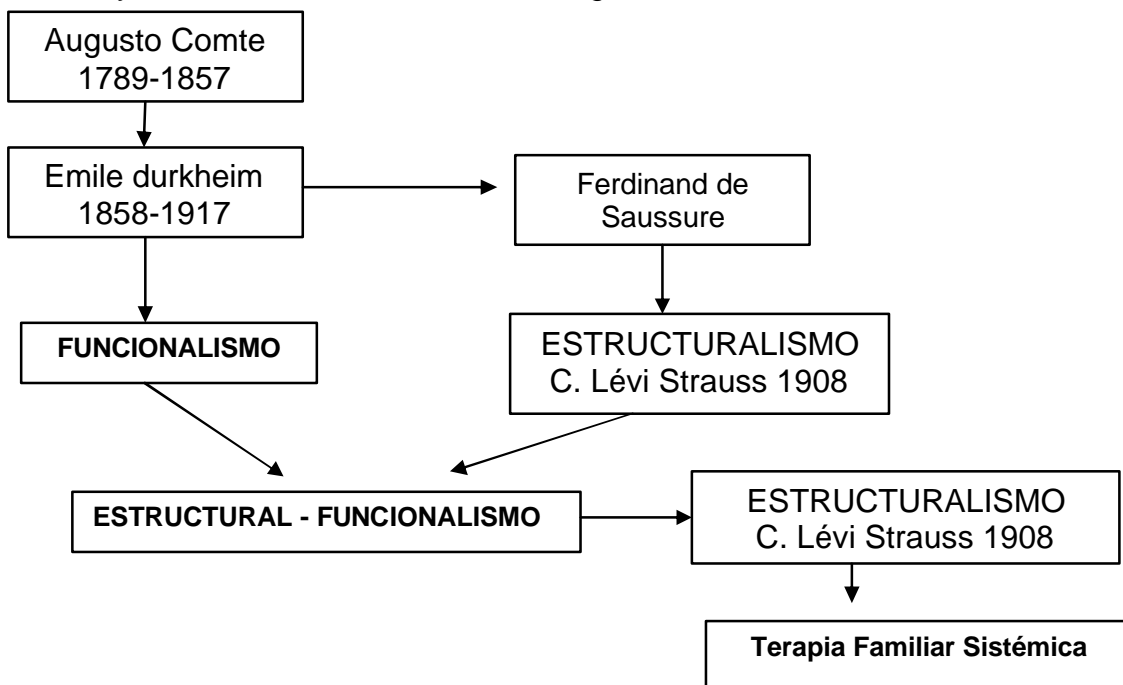 Augusto Comte
1789-1857
Emile durkheim
1858-1917
Ferdinand de
Saussure
FUNCIONALISMO
ESTRUCTURALISMO
C. Lévi Strauss 1908
ESTRUCTURAL - FUNCIONALISMO
ESTRUCTURALISMO
C. Lévi Strauss 1908
Terapia Familiar Sistémica